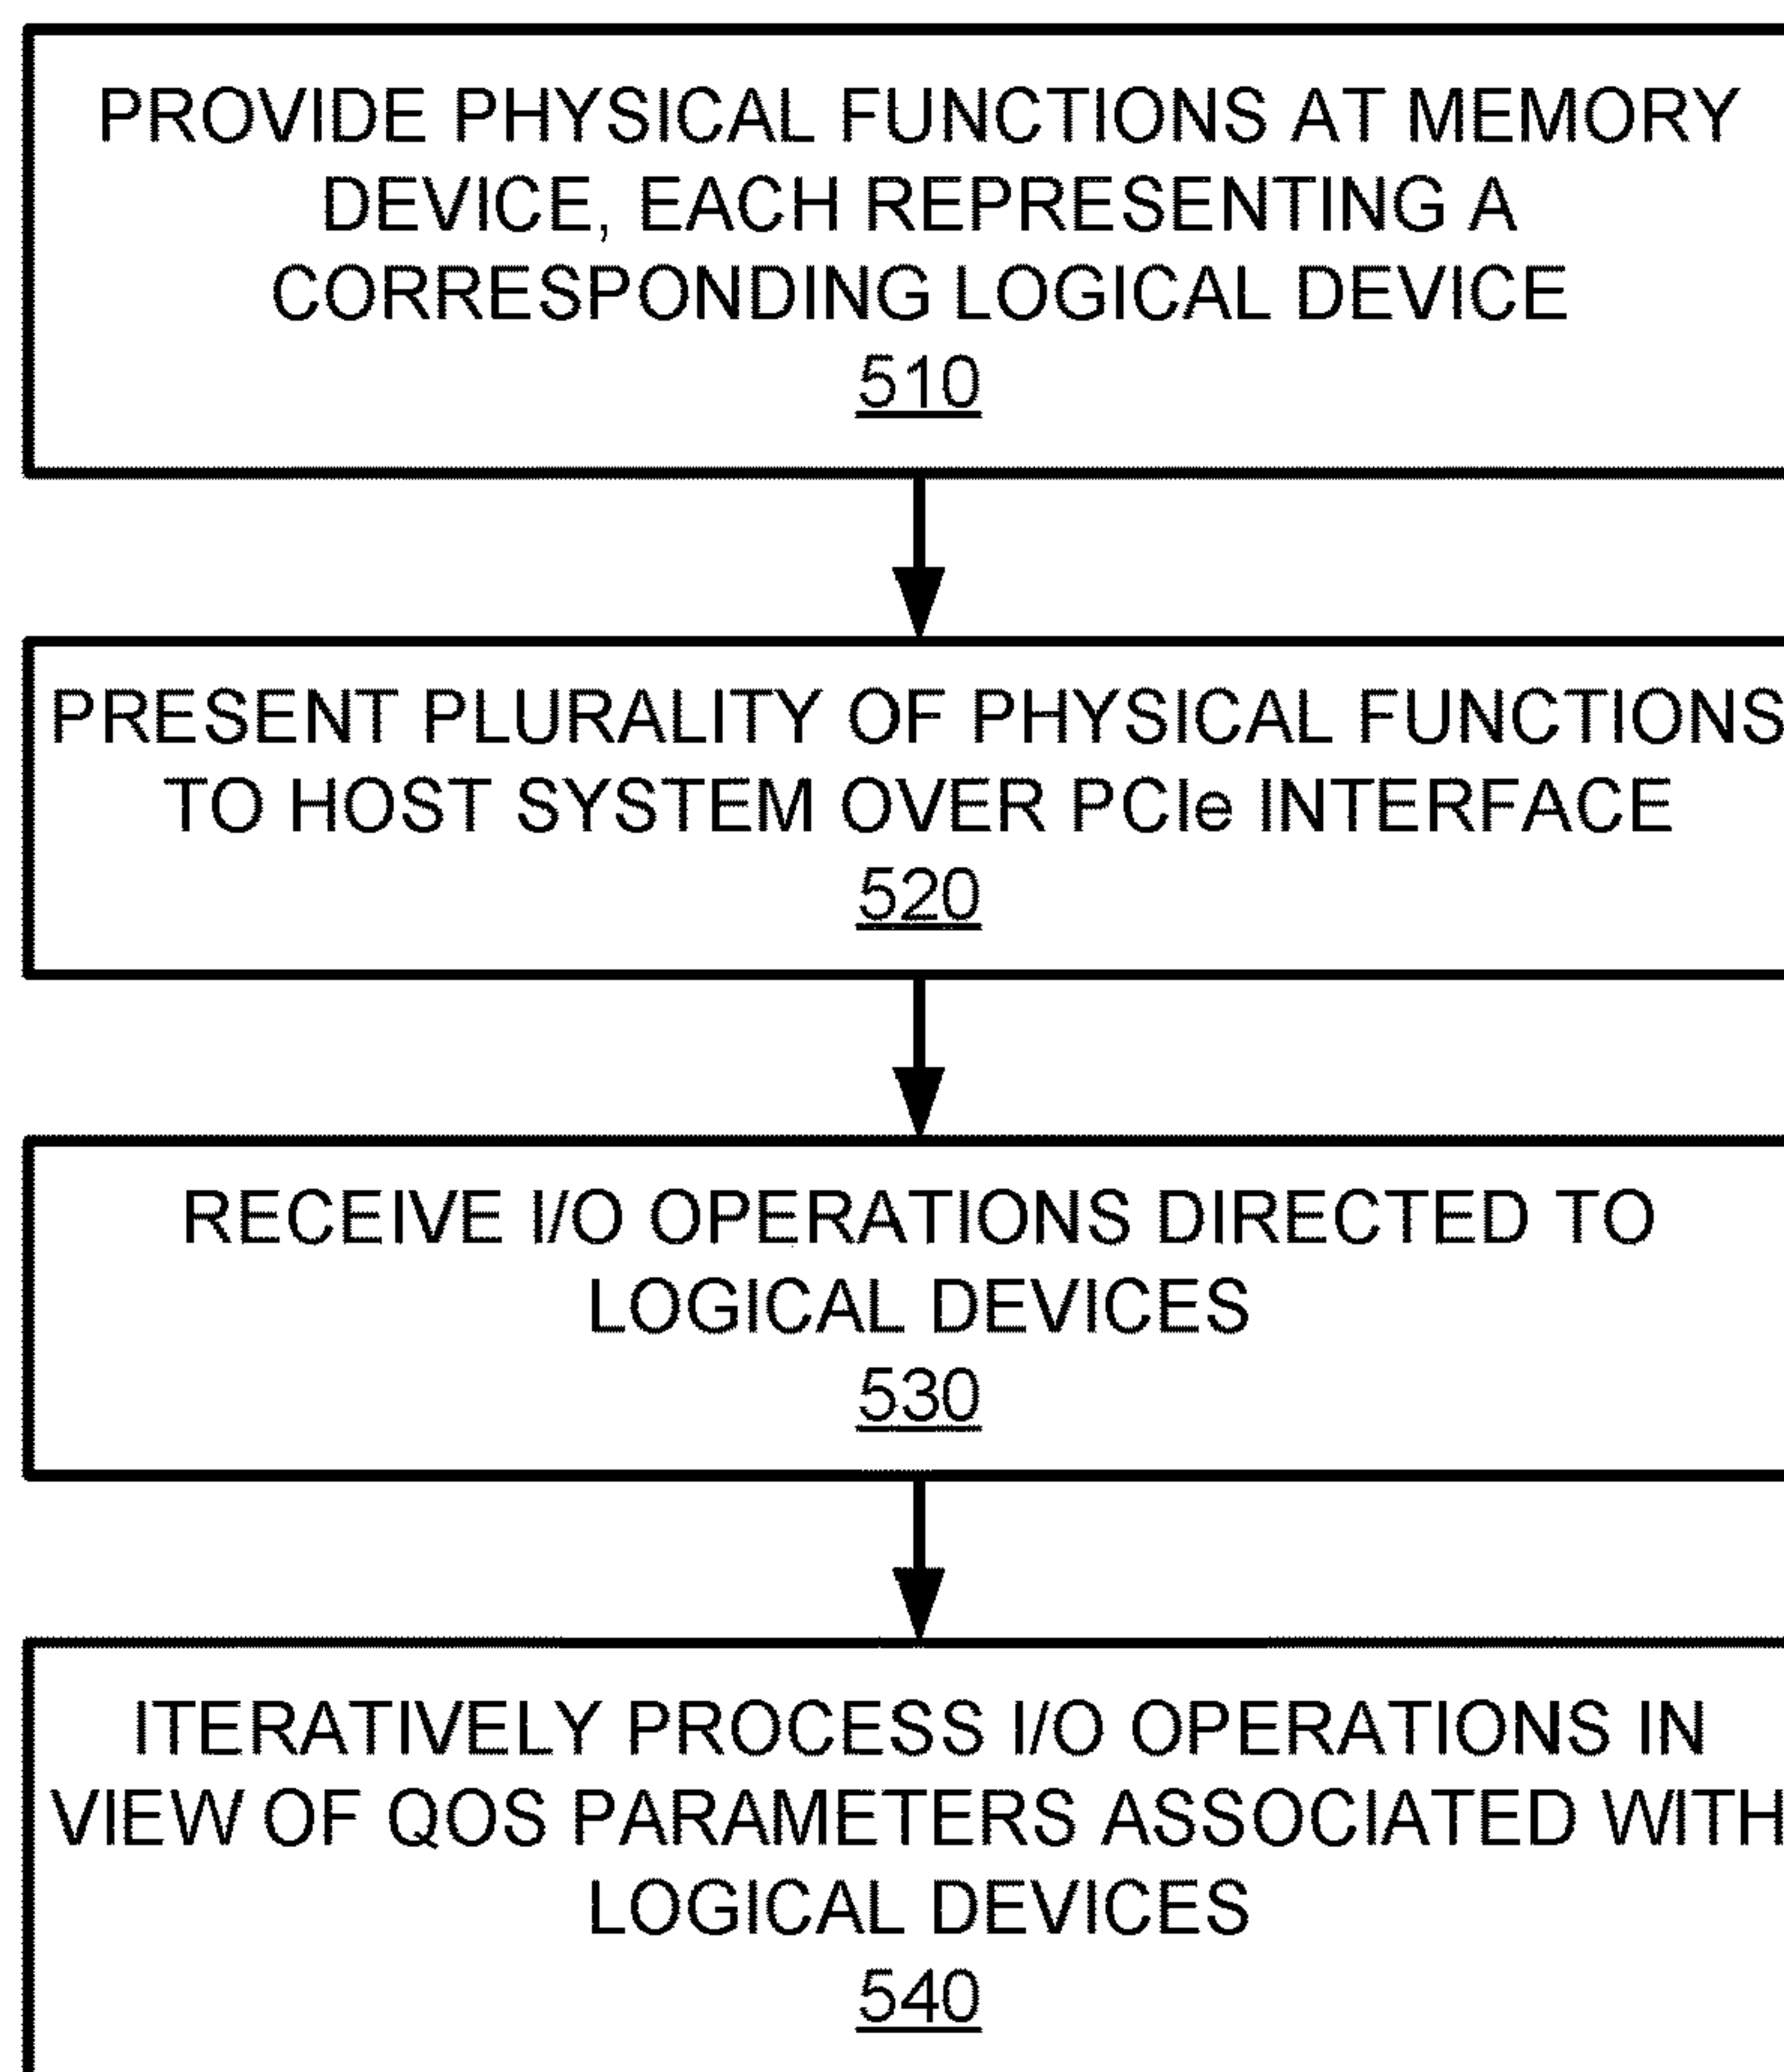 PROVIDE PHYSICAL FUNCTIONS AT MEMORY
DEVICE, EACH REPRESENTING A
CORRESPONDING LOGICAL DEVICE
510
PRESENT PLURALITY OF PHYSICAL FUNCTIONS
TO HOST SYSTEM OVER PCIe INTERFACE
520
RECEIVE I/O OPERATIONS DIRECTED TO
LOGICAL DEVICES
530
ITERATIVELY PROCESS I/O OPERATIONS IN
VIEW OF QOS PARAMETERS ASSOCIATED WITH
LOGICAL DEVICES
540